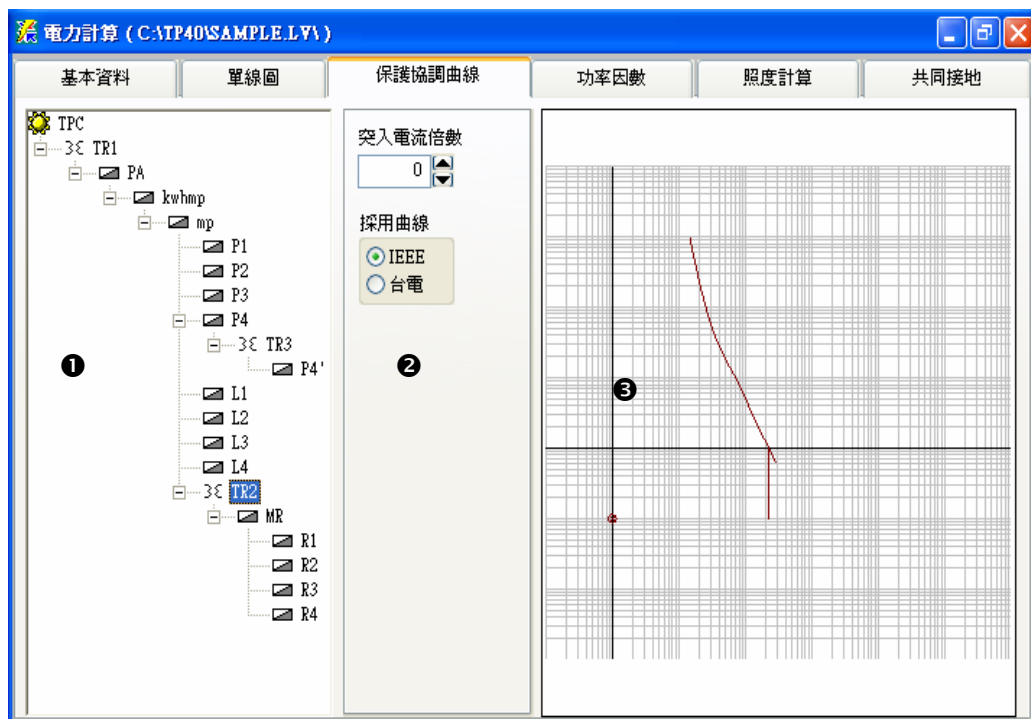 電力計算 ( C:\TP40\SAMPLE.LV\ )
基本資料
單線圖
保護協調曲線
功率因數
照度計算
共同接地
TPC
TR1
PA
kwhmp
mp
P1
P2
P3
P4
TR3
P4'
L1
L2
L3
L4
TR2
MR
R1
R2
R3
R4
❶
突入電流倍數
0
採用曲線
IEEE
台電
❷
❸